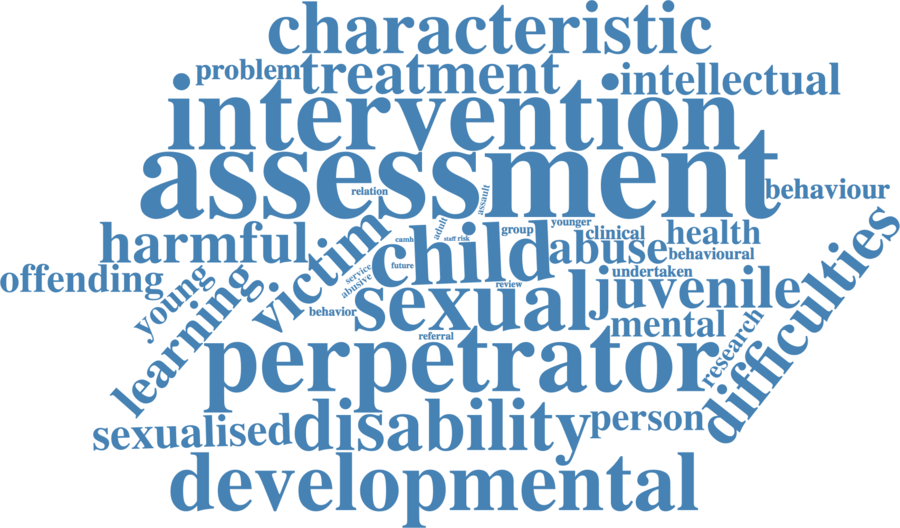 characteristic
problem treatment intellectual
intervention
assessment
relation
assault
behaviour
harmful
victim
adult
camh
staff risk
child
group
younger
clinical
abuse
health
behavioural
offending
young
learning
service
abusive
future
undertaken
review
behavior
sexual
juvenile
difficulties
mental
research
referral
perpetrator
sexualised disability person
developmental